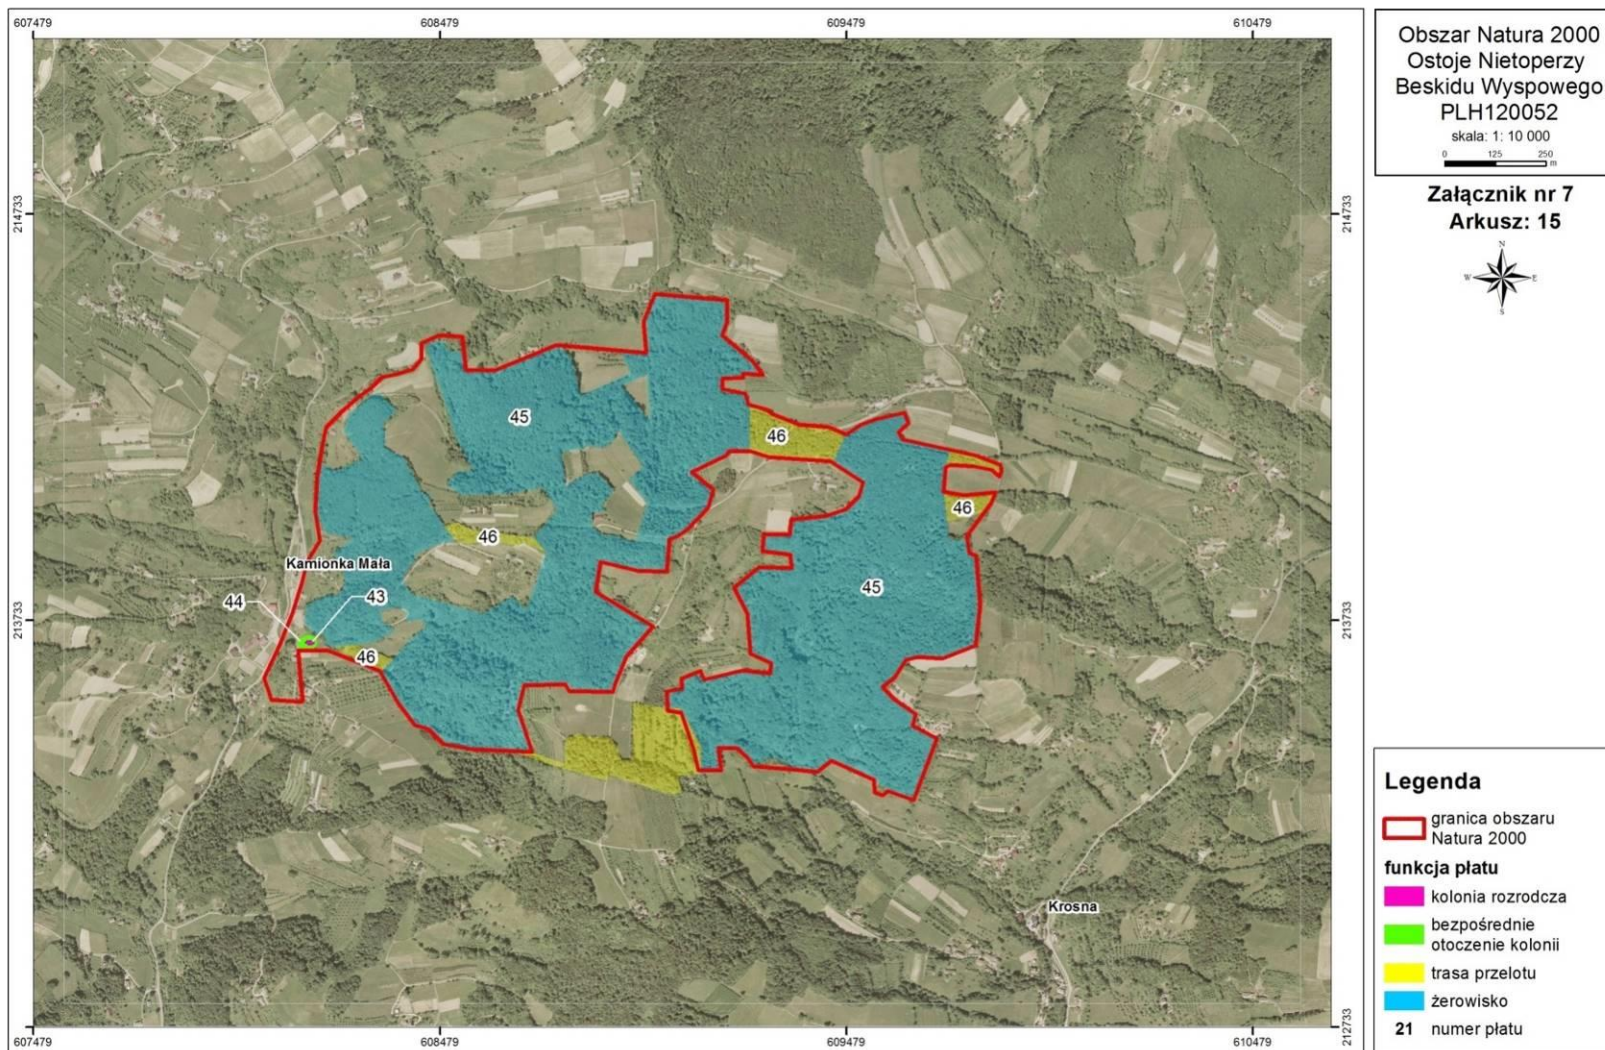 607479
608479
609479
610479
214733
214733
213733
213733
212733
45
46
46
46
45
Kamionka Mała
44
43
46
Krosna
607479
608479
609479
610479
Obszar Natura 2000
Ostoje Nietoperzy
Beskidu Wyspowego
PLH120052
skala: 1: 10 000
0 125 250
m
Załącznik nr 7
Arkusz: 15
N
W E
S
Legenda
granica obszaru
Natura 2000
funkcja płatu
kolonia rozrodcza
bezpośrednie
otoczenie kolonii
trasa przelotu
żerowisko
21 numer płatu